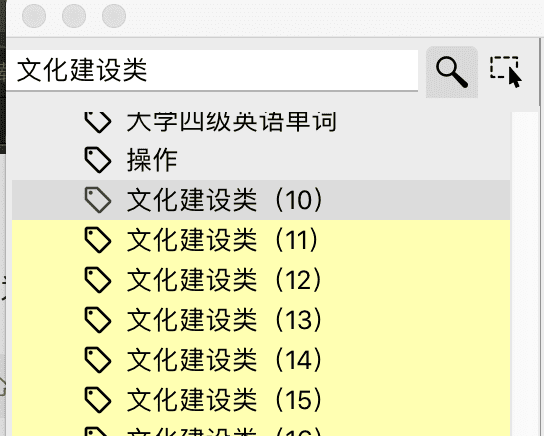 文化建设类
大学四级英语单词
操作
文化建设类（10）
文化建设类（11）
文化建设类（12）
文化建设类（13）
文化建设类（14）
文化建设类（15）